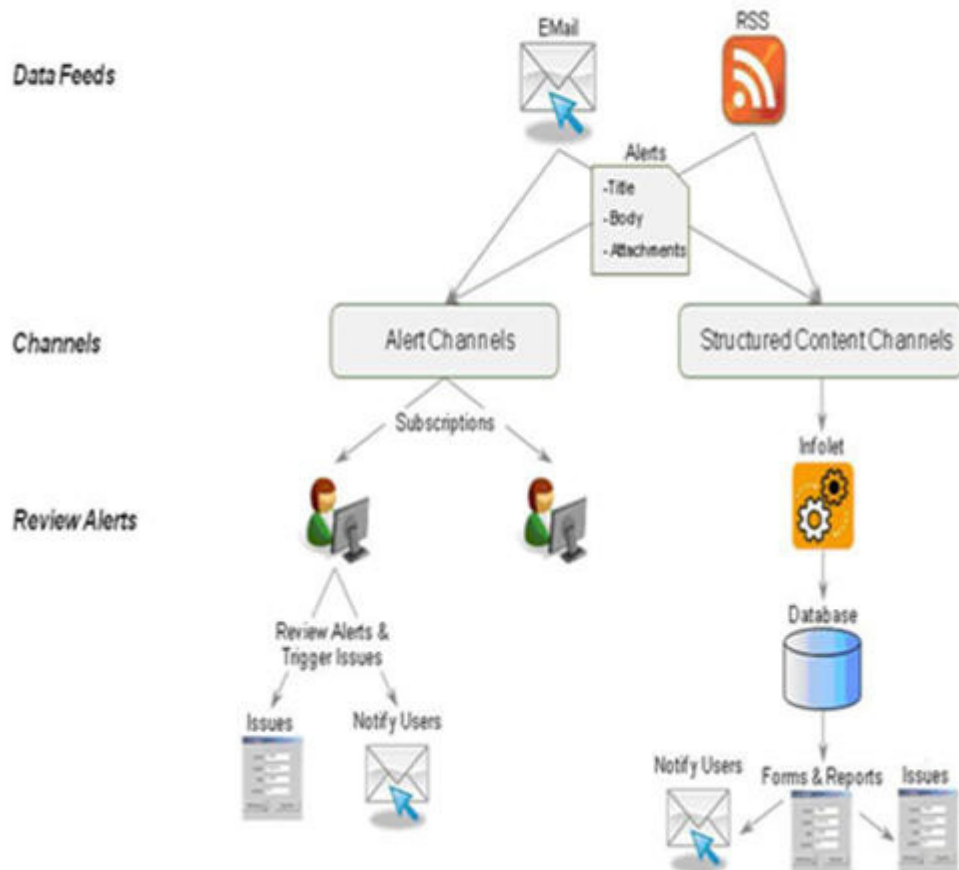 EMail
RSS
Data Feeds
Alerts
-Title
-Body
- Attachments
Channels
Alert Channels
Structured Content Channels
Subscriptions
Infolet
Review Alerts
Database
Review Alerts &
Trigger Issues
Issues
Notify Users
Notify Users
Forms & Reports
Issues